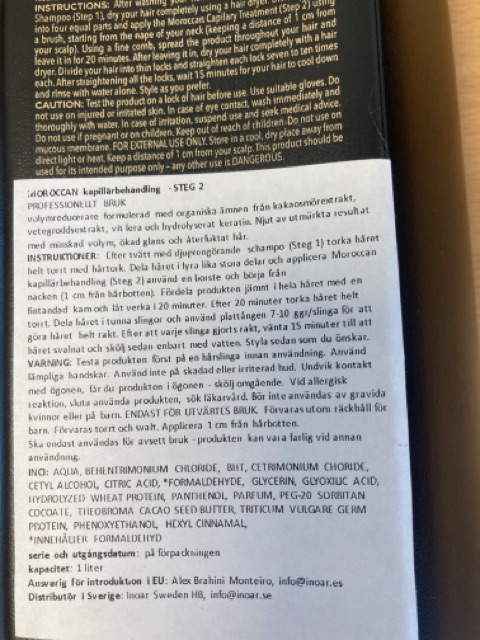 INSTRUCTIONS: After washing your
Shampoo (Step 1), dry your hair completely using a hair dryer. Divide
into four equal parts and apply the Moroccan Capilary Treatment (Step 2) using
a brush, starting from the nape of your neck (keeping a distance of 1 cm from
your scalp). Using a fine comb, spread the product throughout your hair and
leave it in for 20 minutes. After leaving it in, dry your hair completely with a hair
dryer. Divide your hair into thin locks and straighten each lock seven to ten times
each. After straightening all the locks, wait 15 minutes for your hair to cool down
and rinse with water alone. Style as you prefer.
CAUTION: Test the product on a lock of hair before use. Use suitable gloves. Do
not use on injured or irritated skin. In case of eye contact, wash immediately and
thoroughly with water. In case of irritation, suspend use and seek medical advice.
Do not use if pregnant or on children. Keep out of reach of children. Do not use on
mucous membrane. FOR EXTERNAL USE ONLY. Store in a cool, dry place away from
direct light or heat. Keep a distance of 1 cm from your scalp. This product should be
used for its intended purpose only – any other use is DANGEROUS.
MOROCCAN kapillärbehandling - STEG 2
PROFESSIONELLT BRUK
volymreducerare formulerad med organiska ämnen från kakaosmörextrakt,
vetegroddsextrakt, vit lera och hydrolyserat keratin. Njut av utmärkta resultat
med minskad volym, ökad glans och återfuktat hår.
INSTRUKTIONER: Efter tvätt med djuprengörande schampo (Steg 1) torka håret
helt torrt med hårtork. Dela håret i fyra lika stora delar och applicera Moroccan
kapillärbehandling (Steg 2) använd en borste och börja från
nacken (1 cm från hårbotten). Fördela produkten jämnt i hela håret med en
fintandad kam och låt verka i 20 minuter. Efter 20 minuter torka håret helt
torrt. Dela håret i tunna slingor och använd plattången 7-10 ggr/slinga för att
göra håret helt rakt. Efter att varje slinga gjorts rakt, vänta 15 minuter till att
håret svalnat och skölj sedan enbart med vatten. Styla sedan som du önskar.
VARNING: Testa produkten först på en hårslinga innan användning. Använd
lämpliga handskar. Använd inte på skadad eller irriterad hud. Undvik kontakt
med ögonen, får du produkten i ögonen - skölj omgående. Vid allergisk
reaktion, sluta använda produkten, sök läkarvård. Bör inte användas av gravida
kvinnor eller på barn. ENDAST FÖR UTVÄRTES BRUK. Förvaras utom räckhåll för
barn. Förvaras torrt och svalt. Applicera 1 cm från hårbotten.
Ska endast användas för avsett bruk - produkten kan vara farlig vid annan
användning.
INCI: AQUA, BEHENTRIMONIUM CHLORIDE, BHT, CETRIMONIUM CHORIDE,
CETYL ALCOHOL, CITRIC ACID, *FORMALDEHYDE, GLYCERIN, GLYOXILIC ACID,
HYDROLYZED WHEAT PROTEIN, PANTHENOL, PARFUM, PEG-20 SORBITAN
COCOATE, THEOBROMA CACAO SEED BUTTER, TRITICUM VULGARE GERM
PROTEIN, PHENOXYETHANOL, HEXYL CINNAMAL,
*INNEHÅLLER FORMALDEHYD
serie och utgångsdatum: på förpackningen
kapacitet: 1 liter
Ansvarig för introduktion i EU: Alex Brahini Monteiro, info@inoar.es
Distributör i Sverige: Inoar Sweden HB, info@inoar.se